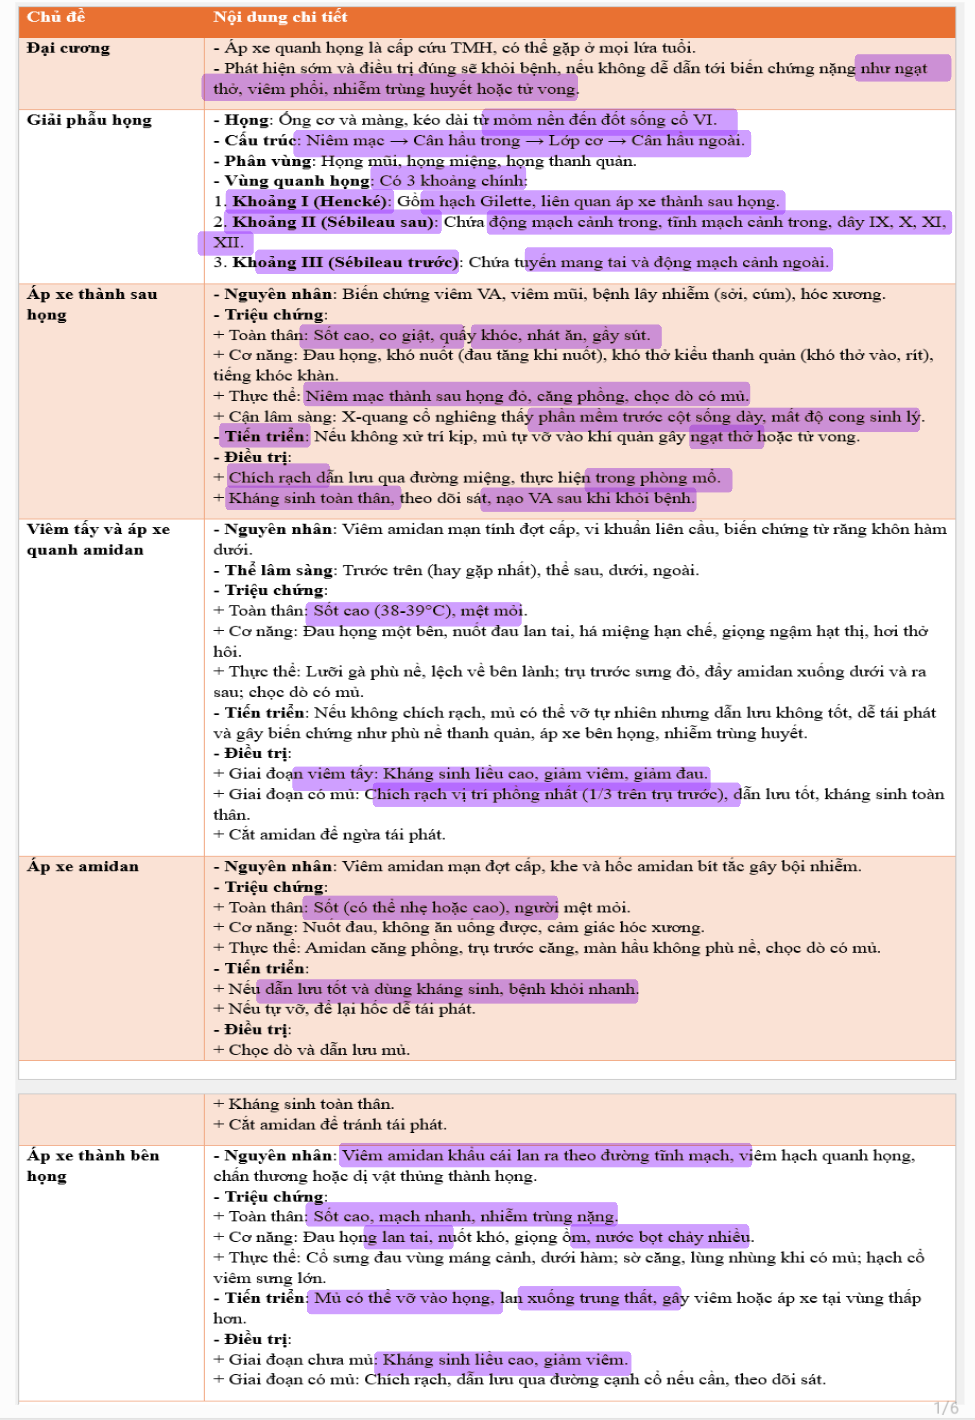 Chủ đề
Nội dung chi tiết
Đại cương
- Áp xe quanh họng là cấp cứu TMH, có thể gặp ở mọi lứa tuổi.
- Phát hiện sớm và điều trị đúng sẽ khỏi bệnh, nếu không dễ dẫn tới biến chứng nặng như ngạt
thở, viêm phổi, nhiễm trùng huyết hoặc tử vong.
Giải phẫu họng
- Họng: Ống cơ và màng, kéo dài từ mỏm nền đến đốt sống cổ VI.
- Cấu trúc: Niêm mạc → Cân hầu trong → Lớp cơ → Cân hầu ngoài.
- Phân vùng: Họng mũi, họng miệng, họng thanh quản.
- Vùng quanh họng: Có 3 khoảng chính:
1. Khoảng I (Hencké): Gồm hạch Gilette, liên quan áp xe thành sau họng.
2. Khoảng II (Sébileau sau): Chứa động mạch cảnh trong, tĩnh mạch cảnh trong, dây IX, X, XI,
XII.
3. Khoảng III (Sébileau trước): Chứa tuyến mang tai và động mạch cảnh ngoài.
Áp xe thành sau
họng
- Nguyên nhân: Biến chứng viêm VA, viêm mũi, bệnh lây nhiễm (sởi, cúm), hóc xương.
- Triệu chứng:
+ Toàn thân: Sốt cao, co giật, quấy khóc, nhát ăn, gầy sút.
+ Cơ năng: Đau họng, khó nuốt (đau tăng khi nuốt), khó thở kiểu thanh quản (khó thở vào, rít),
tiếng khóc khàn.
+ Thực thể: Niêm mạc thành sau họng đỏ, căng phồng, chọc dò có mủ.
+ Cận lâm sàng: X-quang cổ nghiêng thấy phần mềm trước cột sống dày, mất độ cong sinh lý.
- Tiến triển: Nếu không xử trí kịp, mủ tự vỡ vào khí quản gây ngạt thở hoặc tử vong.
- Điều trị:
+ Chích rạch dẫn lưu qua đường miệng, thực hiện trong phòng mổ.
+ Kháng sinh toàn thân, theo dõi sát, nạo VA sau khi khỏi bệnh.
Viêm tấy và áp xe
quanh amidan
- Nguyên nhân: Viêm amidan mạn tính đợt cấp, vi khuẩn liên cầu, biến chứng từ răng khôn hàm
dưới.
- Thể lâm sàng: Trước trên (hay gặp nhất), thể sau, dưới, ngoài.
- Triệu chứng:
+ Toàn thân: Sốt cao (38-39°C), mệt mỏi.
+ Cơ năng: Đau họng một bên, nuốt đau lan tai, há miệng hạn chế, giọng ngậm hạt thị, hơi thở
hôi.
+ Thực thể: Lưỡi gà phù nề, lệch về bên lành; trụ trước sưng đỏ, đẩy amidan xuống dưới và ra
sau; chọc dò có mủ.
- Tiến triển: Nếu không chích rạch, mủ có thể vỡ tự nhiên nhưng dẫn lưu không tốt, dễ tái phát
và gây biến chứng như phù nề thanh quản, áp xe bên họng, nhiễm trùng huyết.
- Điều trị:
+ Giai đoạn viêm tấy: Kháng sinh liều cao, giảm viêm, giảm đau.
+ Giai đoạn có mủ: Chích rạch vị trí phồng nhất (1/3 trên trụ trước), dẫn lưu tốt, kháng sinh toàn
thân.
+ Cắt amidan để ngừa tái phát.
Áp xe amidan
- Nguyên nhân: Viêm amidan mạn đợt cấp, khe và hốc amidan bít tắc gây bội nhiễm.
- Triệu chứng:
+ Toàn thân: Sốt (có thể nhẹ hoặc cao), người mệt mỏi.
+ Cơ năng: Nuốt đau, không ăn uống được, cảm giác hóc xương.
+ Thực thể: Amidan căng phồng, trụ trước căng, màn hầu không phù nề, chọc dò có mủ.
- Tiến triển:
+ Nếu dẫn lưu tốt và dùng kháng sinh, bệnh khỏi nhanh.
+ Nếu tự vỡ, để lại hốc dễ tái phát.
- Điều trị:
+ Chọc dò và dẫn lưu mủ.
+ Kháng sinh toàn thân.
+ Cắt amidan để tránh tái phát.
Áp xe thành bên
họng
- Nguyên nhân: Viêm amidan khẩu cái lan ra theo đường tĩnh mạch, viêm hạch quanh họng,
chấn thương hoặc dị vật thủng thành họng.
- Triệu chứng:
+ Toàn thân: Sốt cao, mạch nhanh, nhiễm trùng nặng.
+ Cơ năng: Đau họng lan tai, nuốt khó, giọng ồm, nước bọt chảy nhiều.
+ Thực thể: Cổ sưng đau vùng máng cảnh, dưới hàm; sờ căng, lùng nhùng khi có mủ; hạch cổ
viêm sưng lớn.
- Tiến triển: Mủ có thể vỡ vào họng, lan xuống trung thất, gây viêm hoặc áp xe tại vùng thấp
hơn.
- Điều trị:
+ Giai đoạn chưa mủ: Kháng sinh liều cao, giảm viêm.
+ Giai đoạn có mủ: Chích rạch, dẫn lưu qua đường cạnh cổ nếu cần, theo dõi sát.
1/6